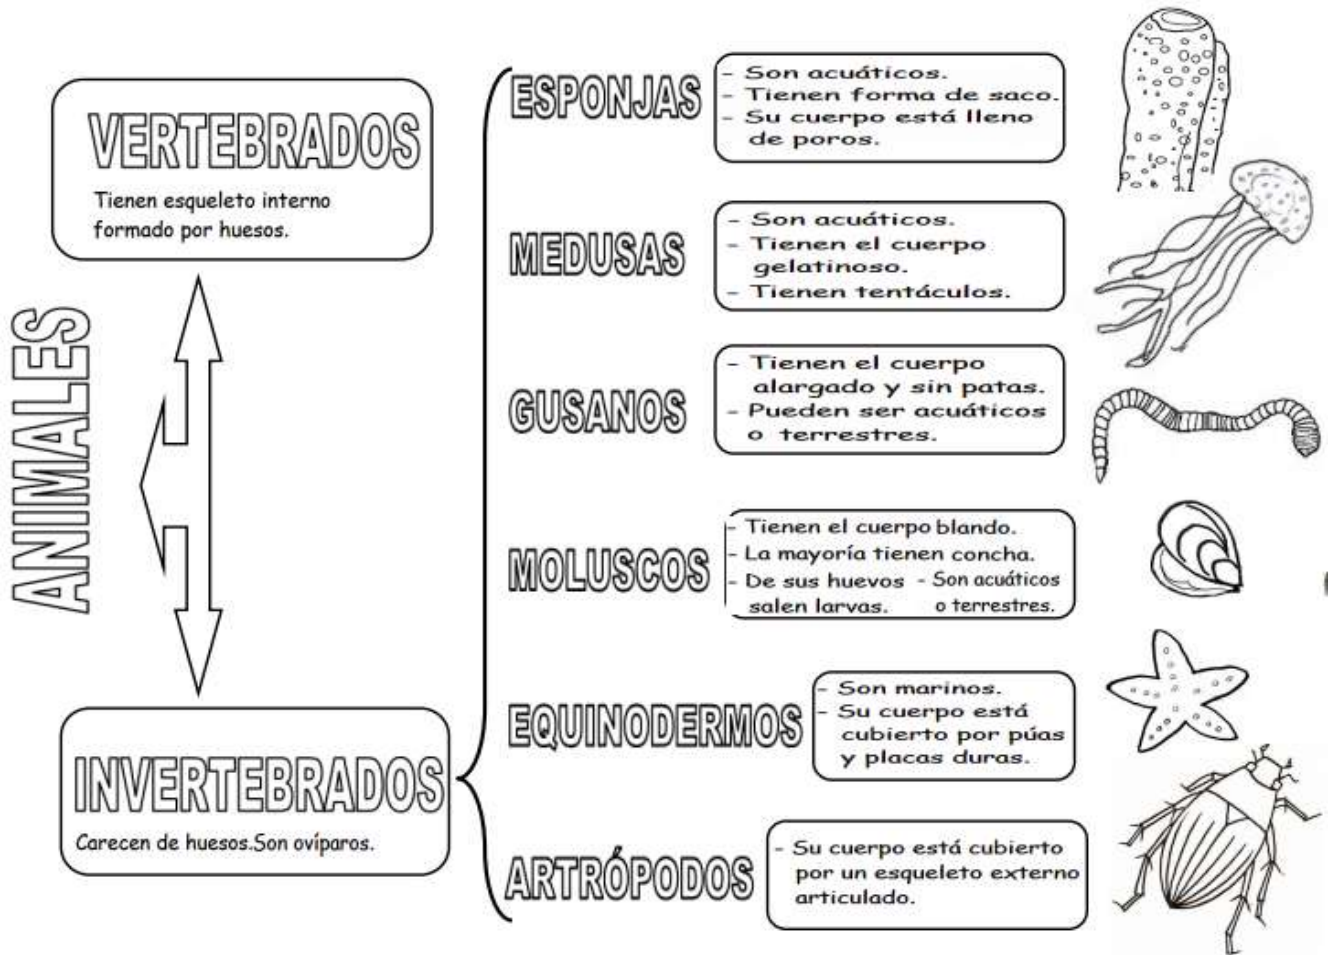 ANIMALES
VERTEBRADOS
Tienen esqueleto interno
formado por huesos.
INVERTEBRADOS
Carecen de huesos.Son ovíparos.
ESPONJAS
- Son acuáticos.
- Tienen forma de saco.
- Su cuerpo está lleno
de poros.
MEDUSAS
- Son acuáticos.
- Tienen el cuerpo
gelatinoso.
- Tienen tentáculos.
GUSANOS
- Tienen el cuerpo
alargado y sin patas.
- Pueden ser acuáticos
o terrestres.
MOLUSCOS
- Tienen el cuerpo blando.
- La mayoría tienen concha.
- De sus huevos
salen larvas.
- Son acuáticos
o terrestres.
EQUINODERMOS
- Son marinos.
- Su cuerpo está
cubierto por púas
y placas duras.
ARTRÓPODOS
- Su cuerpo está cubierto
por un esqueleto externo
articulado.